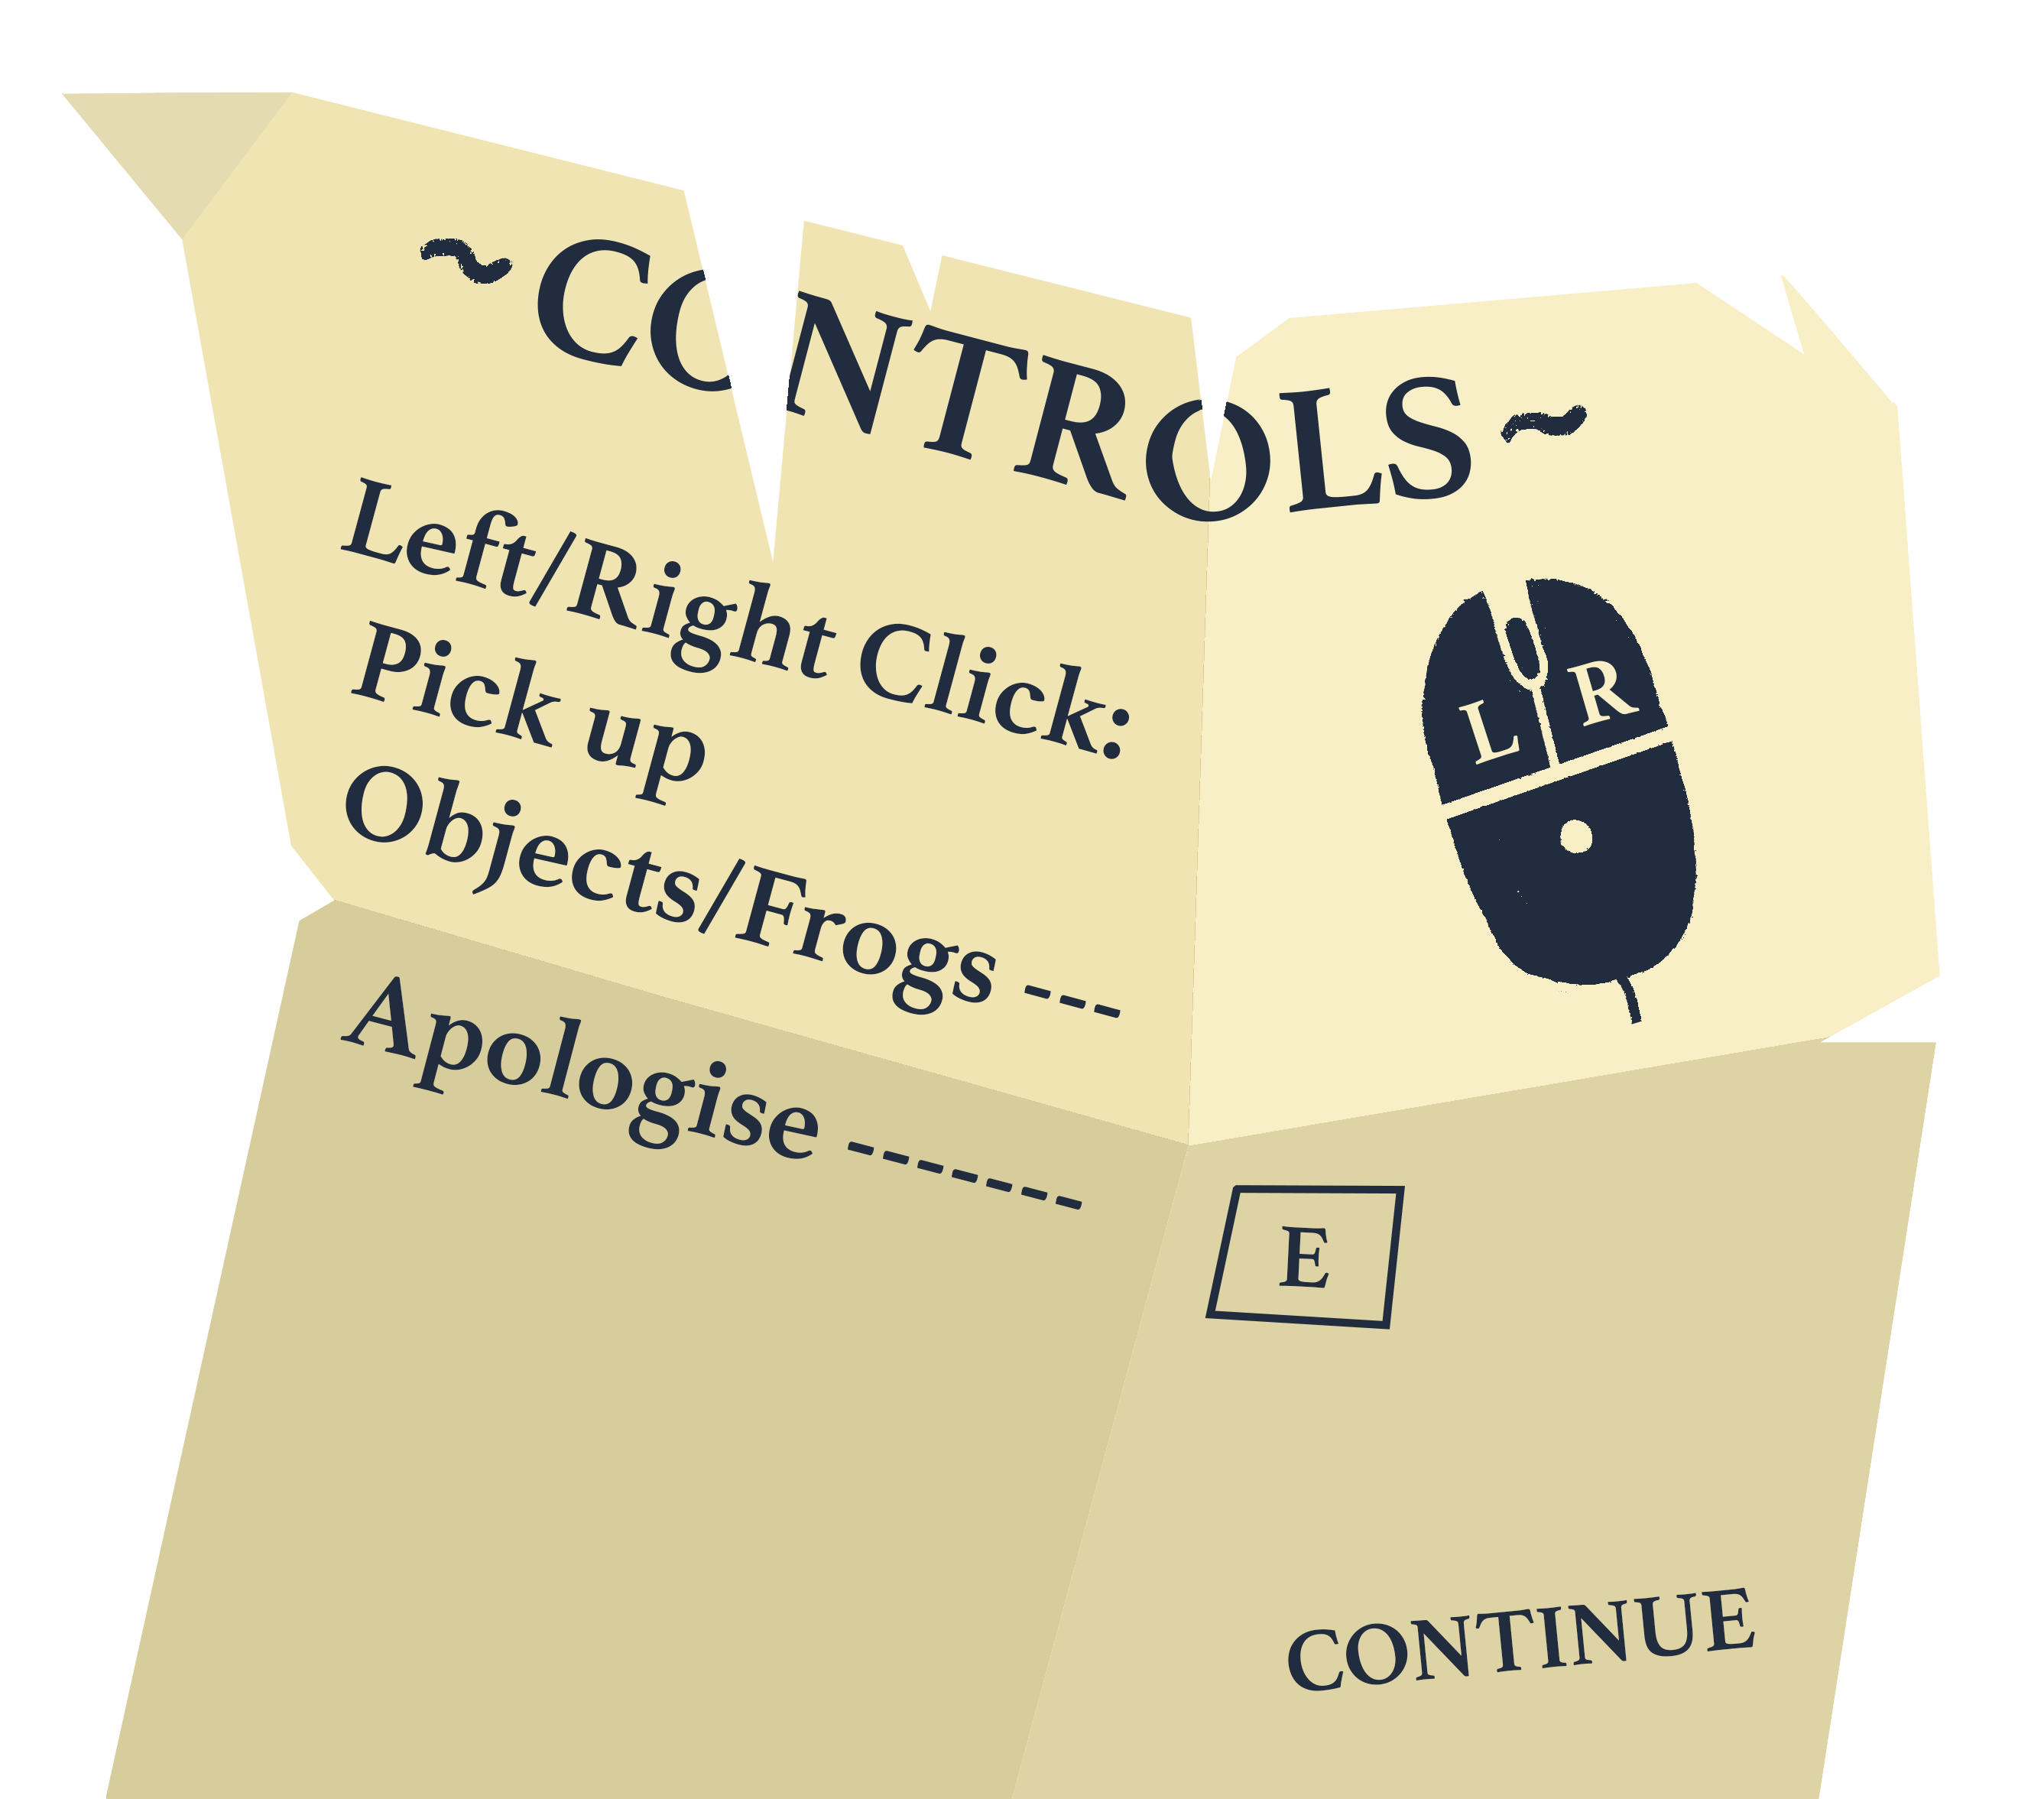 ~CONTROLS~
Left/Right Click:
Pick up
Objects/Frogs ---
L R
Apologise -------
E
CONTINUE